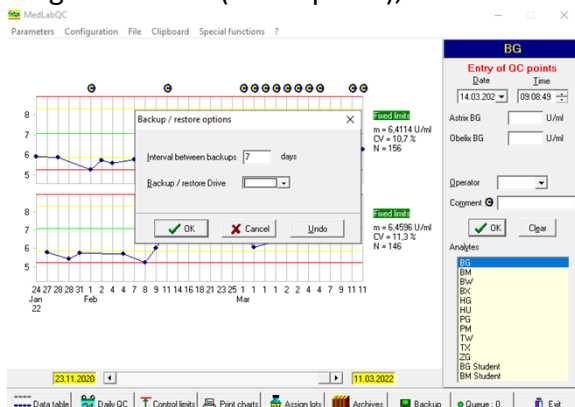 MedLabQC
Parameters Configuration File Clipboard Special functions ?
BG
Entry of QC points
Date Time
14.03.202 09:08:49
Astrix BG U/ml
Obelix BG U/ml
Operator
Comment
OK Clear
Analytes
BG
BM
BW
BX
HG
HU
PG
PM
TW
TX
ZG
BG Student
BM Student
8
7
6
5
Fixed limits
m = 6,4114 U/ml
CV = 10,7 %
N = 156
Backup / restore options
Interval between backups 7 days
Backup / restore Drive
OK Cancel Undo
8
7
6
5
Fixed limits
m = 6,4596 U/ml
CV = 11,3 %
N = 146
24 27 28 28 31 1 2 4 4 7 8 9 11 14 16 18 21 23 25 1 1 1 2 4 4 7 9 11 11
Jan Feb Mar
22
23.11.2020 11.03.2022
Data table Daily QC Control limits Print charts Assign lots Archives Backup Queue : 0 Exit